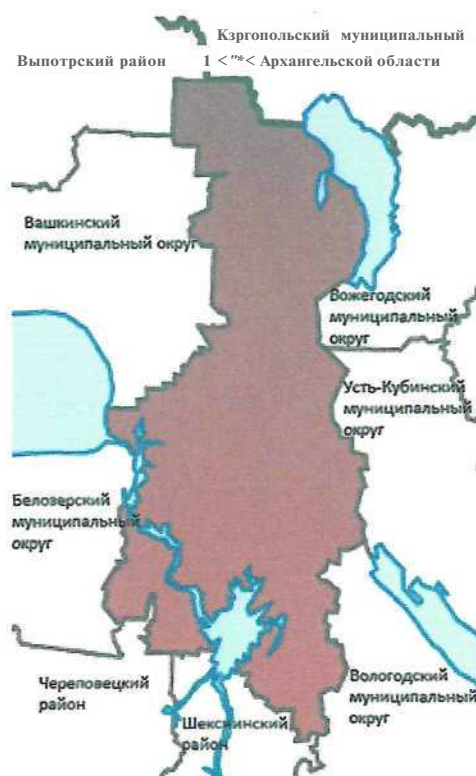 Кзргопольский муниципальный
Выпотрский район 1 <"*< Архангельской области
Вашкинский
муниципальный округ
Вожегодский
муниципальный
округ
Усть-Кубинский
муниципальный
округ
Белозерский
муниципальный
округ
Череповецкий
район
Шекснинский
район
Вологодский
муниципальный
округ